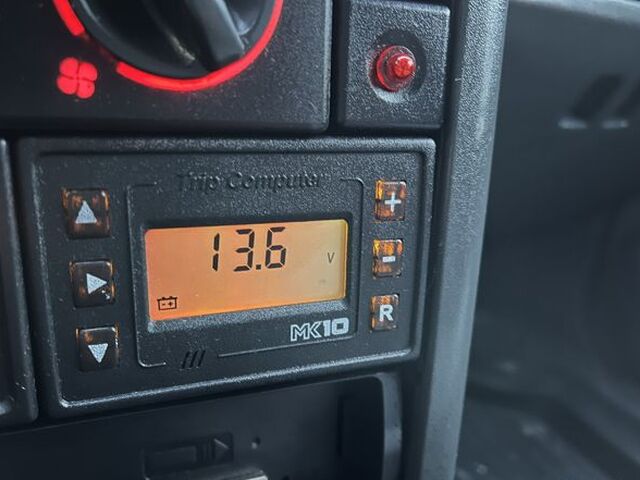 Trip Computer
+
13.6 V
-
R
MK10